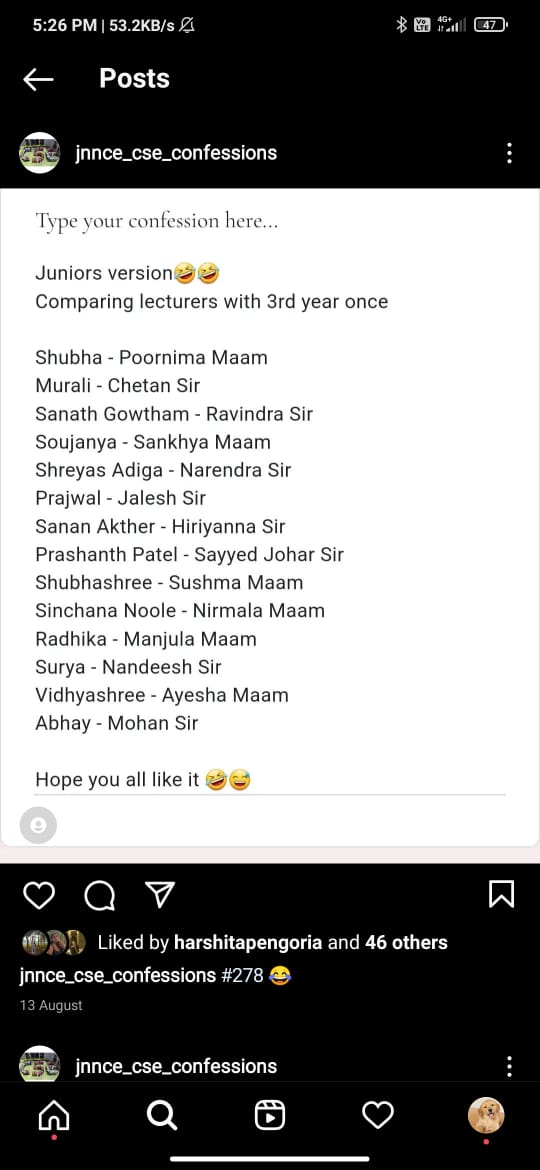 5:26 PM | 53.2KB/s
Vo LTE 4G+ 47
Posts
jnnce_cse_confessions
Type your confession here...
Juniors version🤣🤣
Comparing lecturers with 3rd year once
Shubha - Poornima Maam
Murali - Chetan Sir
Sanath Gowtham - Ravindra Sir
Soujanya - Sankhya Maam
Shreyas Adiga - Narendra Sir
Prajwal - Jalesh Sir
Sanan Akther - Hiriyanna Sir
Prashanth Patel - Sayyed Johar Sir
Shubhashree - Sushma Maam
Sinchana Noole - Nirmala Maam
Radhika - Manjula Maam
Surya - Nandeesh Sir
Vidhyashree - Ayesha Maam
Abhay - Mohan Sir
Hope you all like it 🤣😅
Liked by harshitapengoria and 46 others
jnnce_cse_confessions #278 😂
13 August
jnnce_cse_confessions